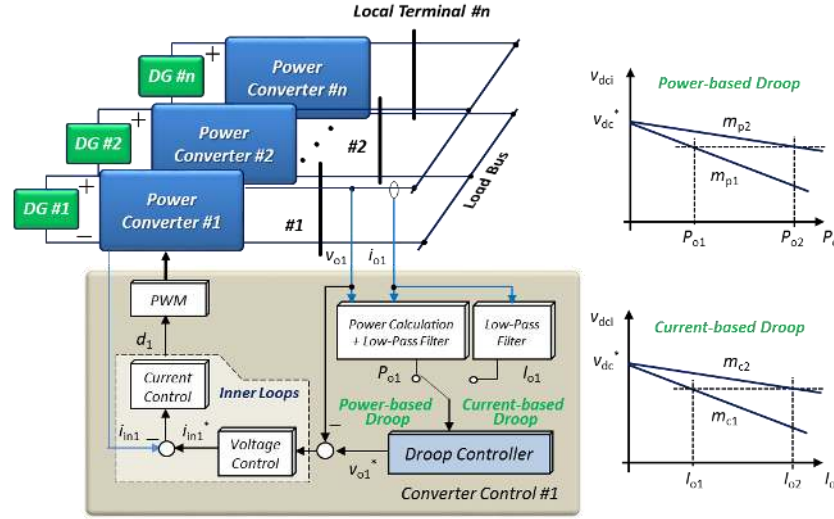 Local Terminal #n
DG #n
+
Power
Converter #n
DG #2
+
Power
Converter #2
#2
DG #1
+
−
Power
Converter #1
#1
Load Bus
v_o1
i_o1
PWM
d_1
Power Calculation
+ Low-Pass Filter
Low-Pass
Filter
P_o1
I_o1
Current
Control
Inner Loops
Power-based
Droop
Current-based
Droop
i_in1
−
i_in1*
Voltage
Control
−
v_o1*
Droop Controller
Converter Control #1
v_dci
Power-based Droop
v_dc*
m_p2
m_p1
P_o1
P_o2
v_dci
Current-based Droop
v_dc*
m_c2
m_c1
I_o1
I_o2